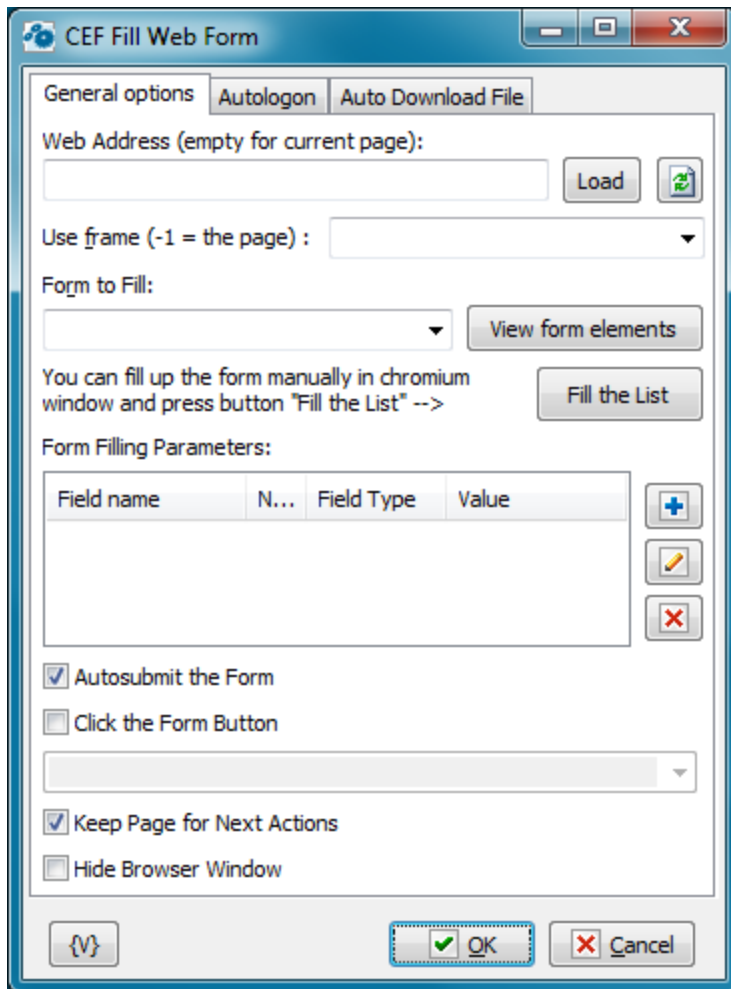 CEF Fill Web Form
General options Autologon Auto Download File
Web Address (empty for current page):
Load
Use frame (-1 = the page) :
Form to Fill:
View form elements
You can fill up the form manually in chromium
window and press button "Fill the List" -->
Fill the List
Form Filling Parameters:
Field name N... Field Type Value
Autosubmit the Form
Click the Form Button
Keep Page for Next Actions
Hide Browser Window
{V} OK Cancel